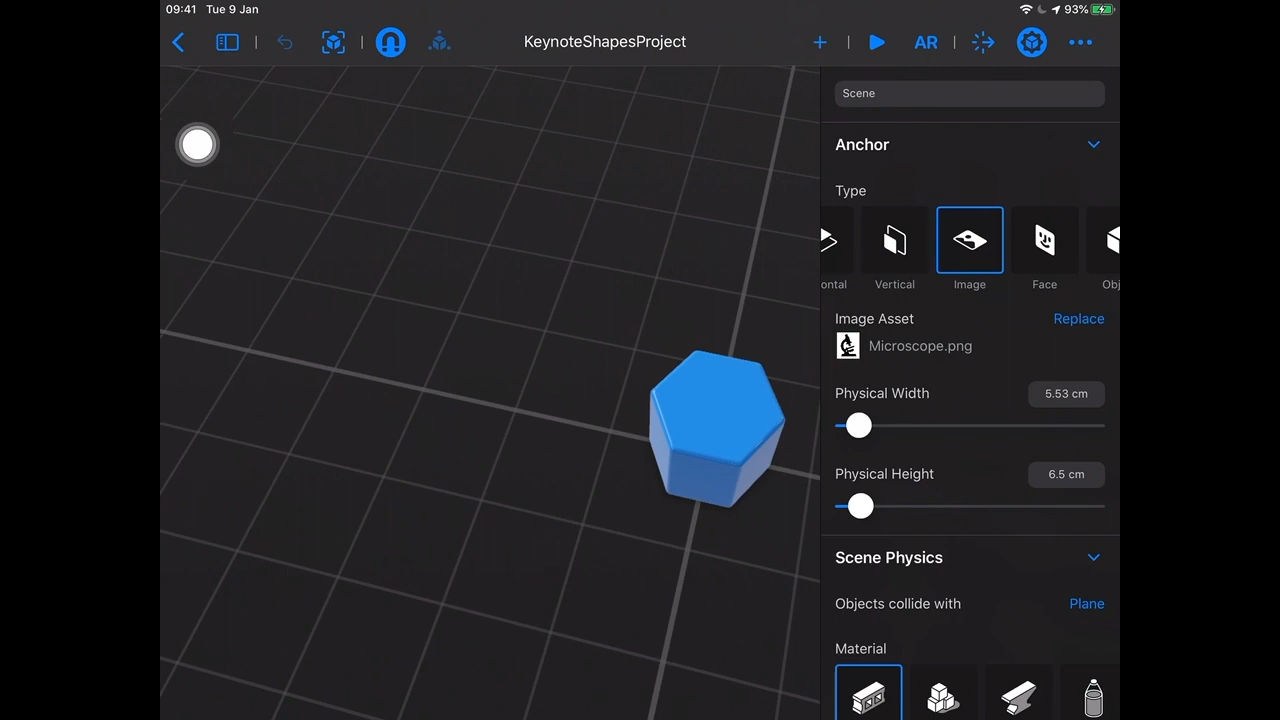 09:41 Tue 9 Jan
93%
KeynoteShapesProject
AR
Scene
Anchor
Type
ontal Vertical Image Face Obj
Image Asset Replace
Microscope.png
Physical Width 5.53 cm
Physical Height 6.5 cm
Scene Physics
Objects collide with Plane
Material